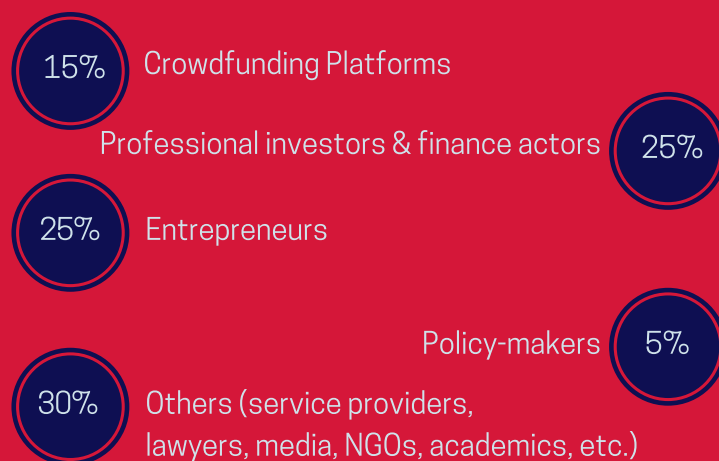 15% Crowdfunding Platforms
Professional investors & finance actors 25%
25% Entrepreneurs
Policy-makers 5%
30% Others (service providers,
lawyers, media, NGOs, academics, etc.)